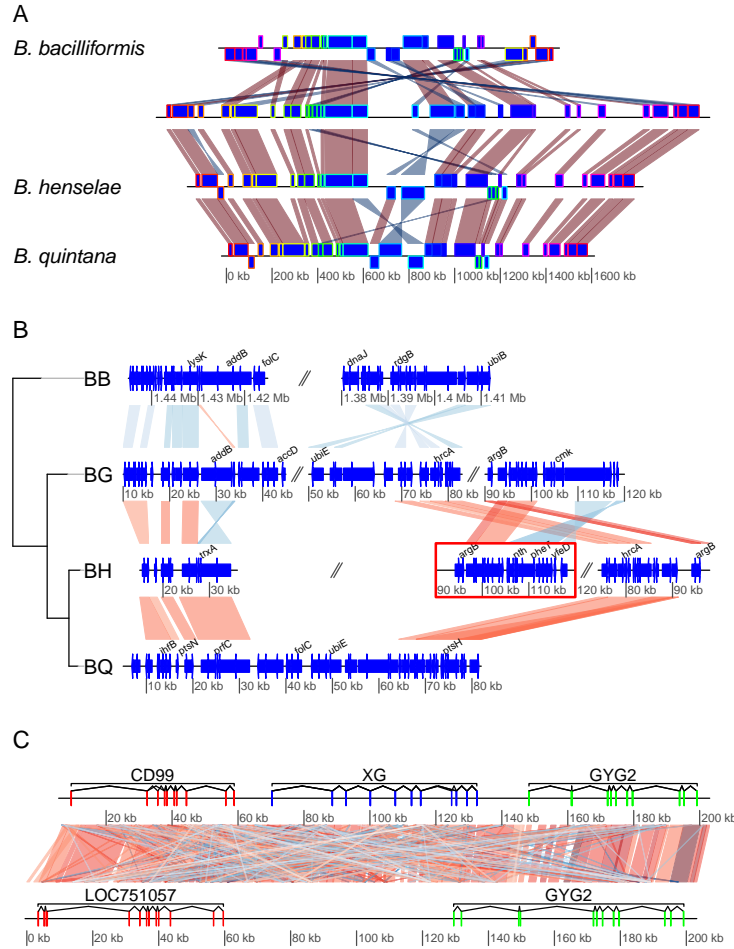 A
B. bacilliformis
B. henselae
B. quintana
0 kb 200 kb 400 kb 600 kb 800 kb 1000 kb 1200 kb 1400 kb 1600 kb
B
lysK addB folC dnaJ rdgB ubiB
BB //
1.44 Mb 1.43 Mb 1.42 Mb 1.38 Mb 1.39 Mb 1.4 Mb 1.41 Mb
addB accD ubiE hrcA argB cmk
BG // //
10 kb 20 kb 30 kb 40 kb 50 kb 60 kb 70 kb 80 kb 90 kb 100 kb 110 kb 120 kb
trxA argB pth pheT yfeD hrcA argB
BH // //
20 kb 30 kb 90 kb 100 kb 110 kb 120 kb 80 kb 90 kb
ihfB ptsN prfC folC ubiE ptsH
BQ
10 kb 20 kb 30 kb 40 kb 50 kb 60 kb 70 kb 80 kb
C
CD99 XG GYG2
20 kb 40 kb 60 kb 80 kb 100 kb 120 kb 140 kb 160 kb 180 kb 200 kb
LOC751057 GYG2
0 kb 20 kb 40 kb 60 kb 80 kb 100 kb 120 kb 140 kb 160 kb 180 kb 200 kb